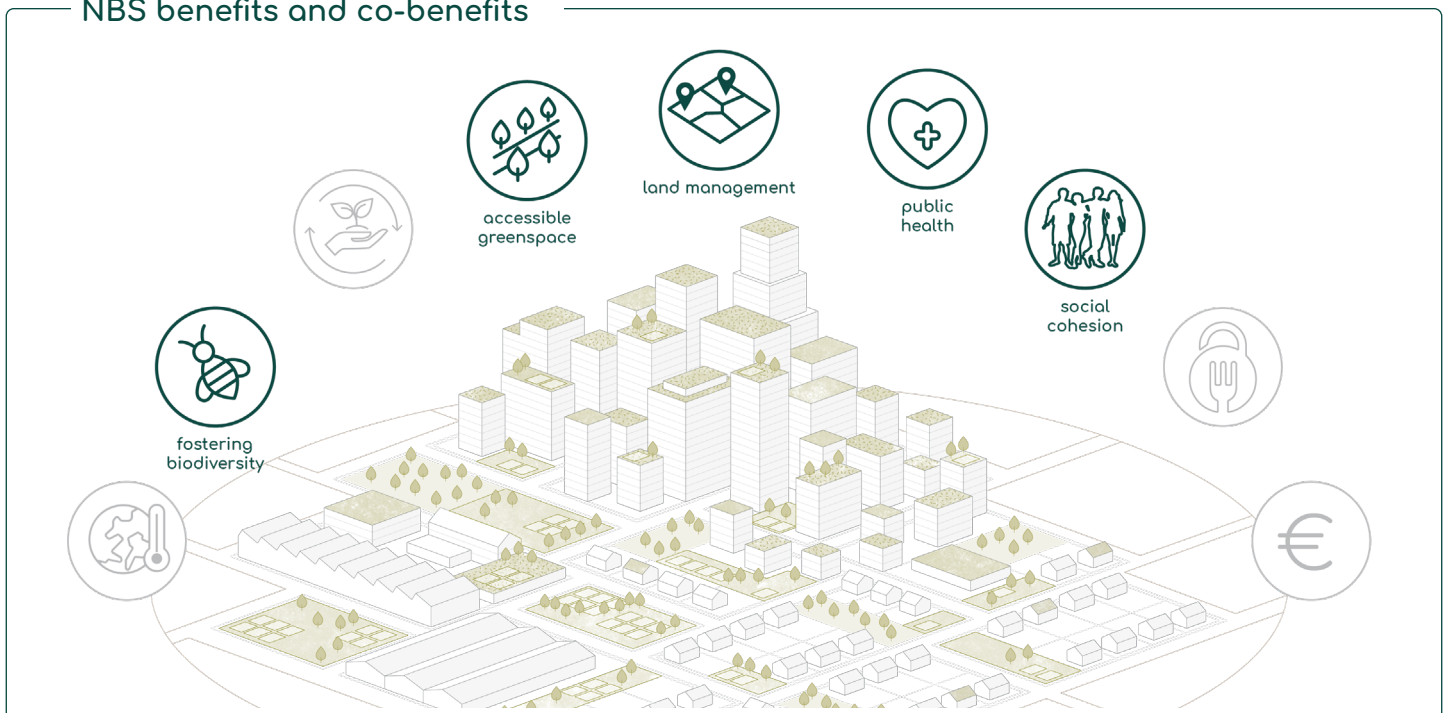 NBS benefits and co-benefits
land management
accessible
greenspace
public
health
social
cohesion
fostering
biodiversity